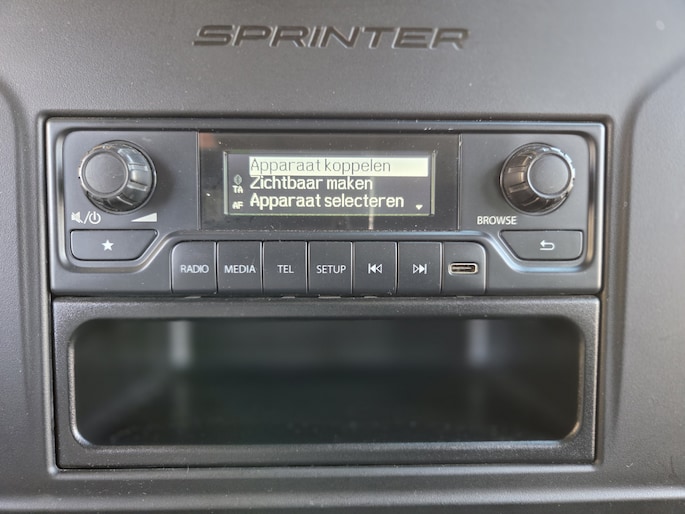 SPRINTER
Apparaat koppelen
Zichtbaar maken
TA
Apparaat selecteren
AF
BROWSE
RADIO MEDIA TEL SETUP